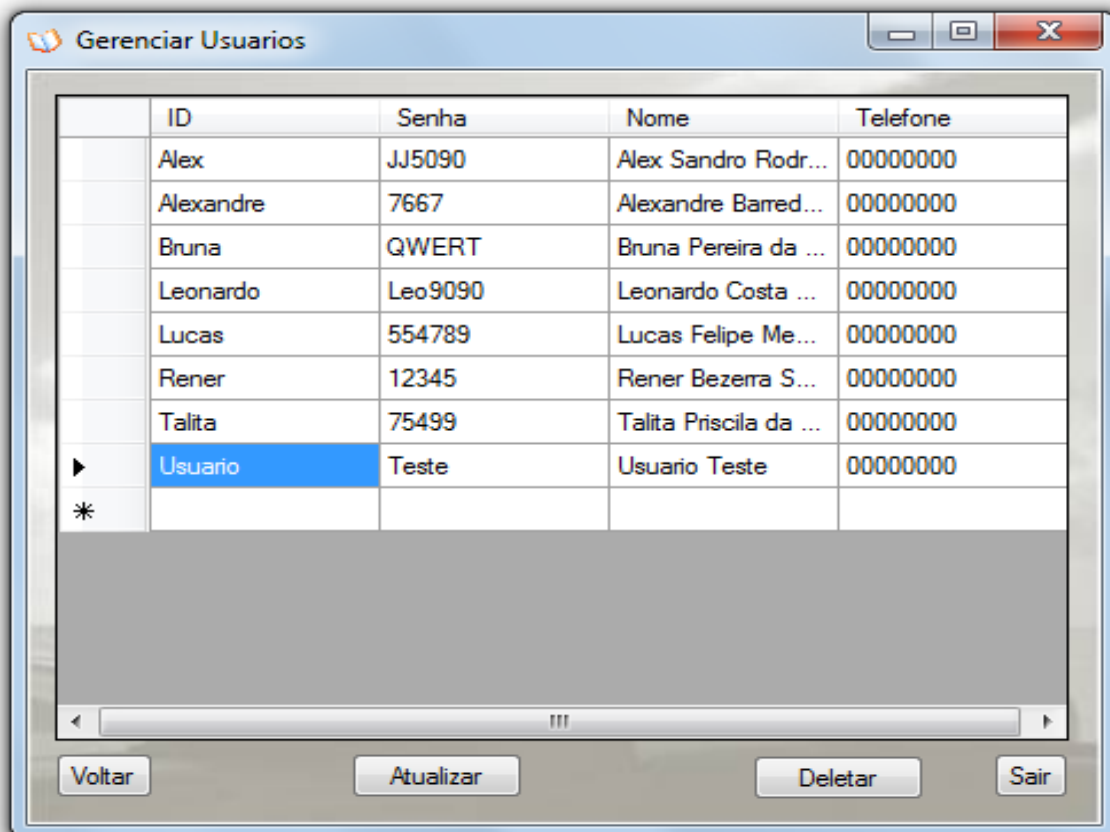 Gerenciar Usuarios
ID Senha Nome Telefone
Alex JJ5090 Alex Sandro Rodr... 00000000
Alexandre 7667 Alexandre Barred... 00000000
Bruna QWERT Bruna Pereira da ... 00000000
Leonardo Leo9090 Leonardo Costa ... 00000000
Lucas 554789 Lucas Felipe Me... 00000000
Rener 12345 Rener Bezerra S... 00000000
Talita 75499 Talita Priscila da ... 00000000
Usuario Teste Usuario Teste 00000000
Voltar Atualizar Deletar Sair